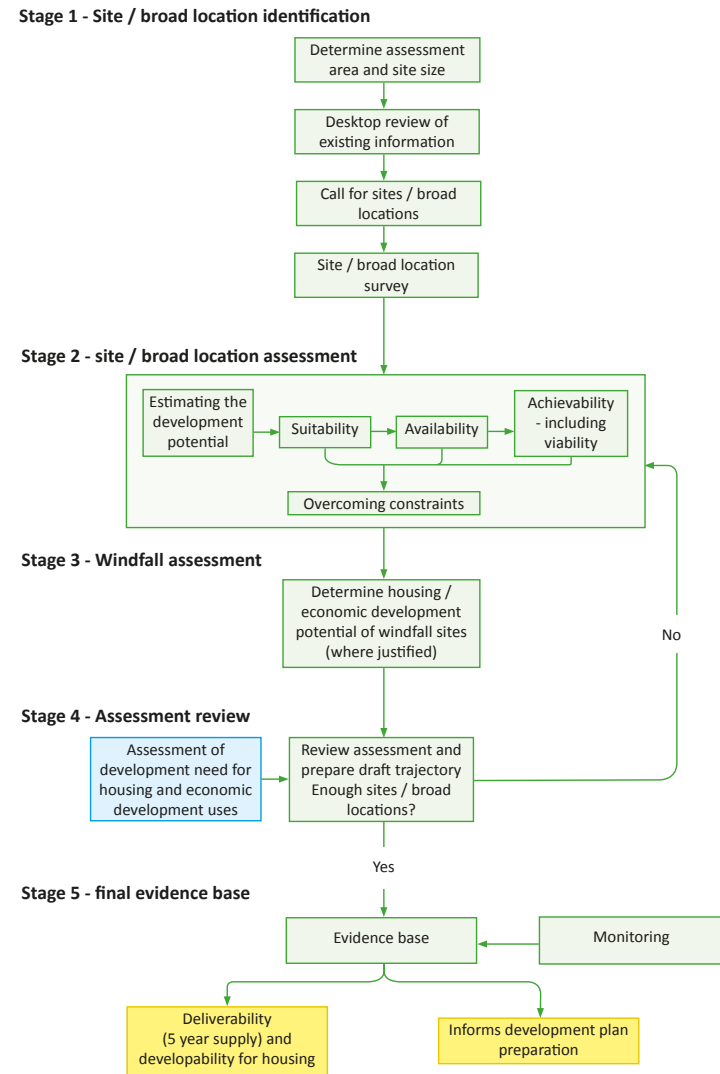 Stage 1 - Site / broad location identification
Determine assessment
area and site size
Desktop review of
existing information
Call for sites / broad
locations
Site / broad location
survey
Stage 2 - site / broad location assessment
Estimating the
development
potential
Suitability
Availability
Achievability
- including
viability
Overcoming constraints
Stage 3 - Windfall assessment
Determine housing /
economic development
potential of windfall sites
(where justified)
No
Stage 4 - Assessment review
Assessment of
development need for
housing and economic
development uses
Review assessment and
prepare draft trajectory
Enough sites / broad
locations?
Yes
Stage 5 - final evidence base
Evidence base
Monitoring
Deliverability
(5 year supply) and
developability for housing
Informs development plan
preparation